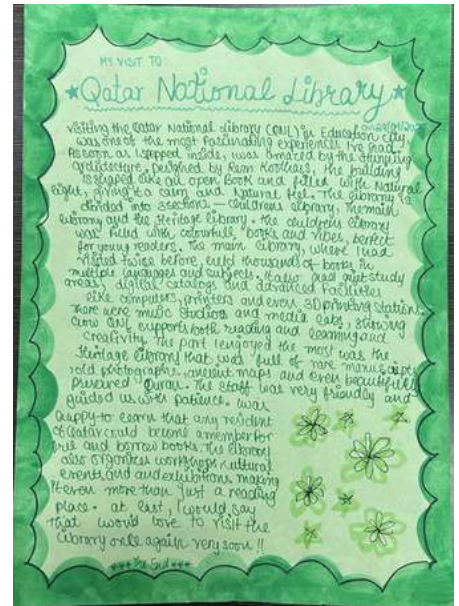 MY VISIT TO:
Qatar National Library
Visiting the Qatar National Library (QNL) in Education city
was one of the most fascinating experiences I've had.
As soon as I stepped inside, I was amazed by the stunning
architecture. Designed by Rem Koolhaas, the building
is shaped like an open book and filled with Natural
light, giving it a calm and natural feel. The library is
divided into 3 sections — childrens library, The main
library and the Heritage library. The childrens library
was filled with colourfull books and vibes, perfect
for young readers. The main library, where I had
visited twice before, held thousands of books in
multiple languages and subjects. It also had quiet study
areas, digital catalogs and advanced facilities
like computers, printers and even 3D printing station.
There were music studios and media labs, showing
how QNL supports both reading and learning and
creativity. The part I enjoyed the most was the
Heritage library that was full of rare manuscripts
old photographs, ancient maps and even beautifully
preserved Quran. The staff was very friendly and
guided us with patience. I was
happy to learn that any resident
of Qatar could become a member for
free and borrow books. The library
also organizes workshops, cultural
events and exhibitions making
it even more than just a reading
place. at last, I would say
that I would love to visit the
library once again very soon !!
The End